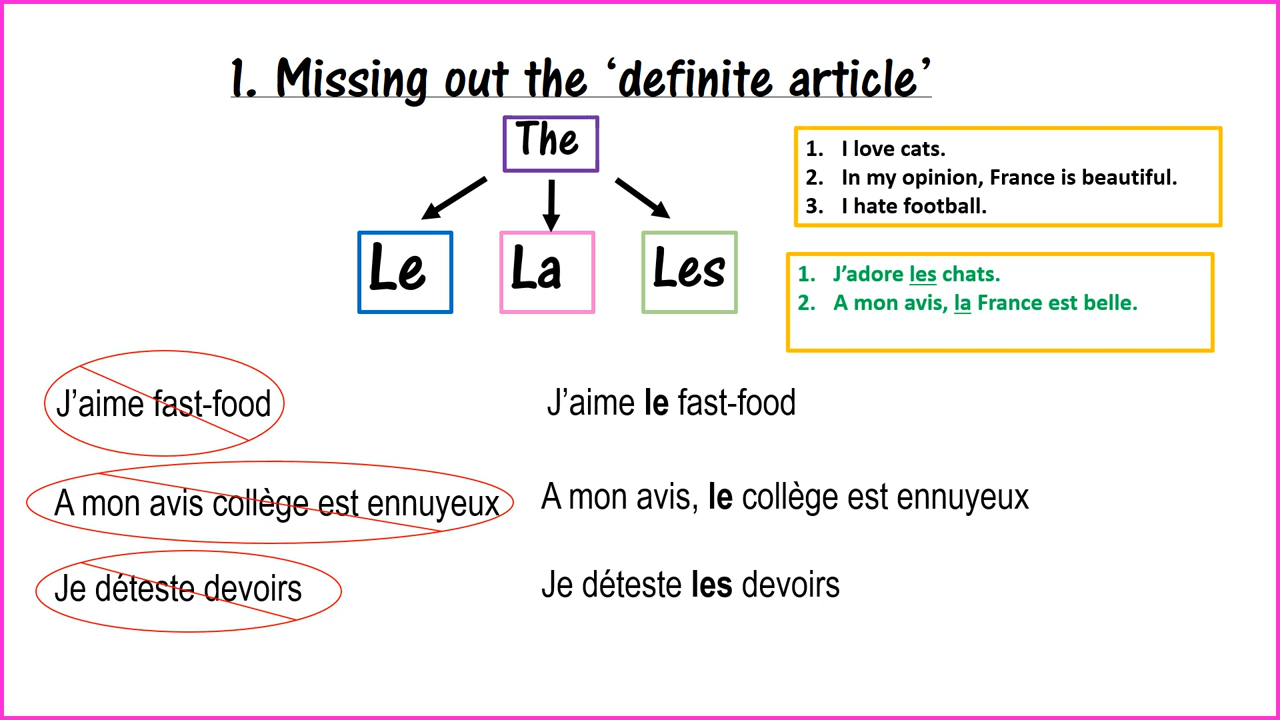 1. Missing out the ‘definite article’
The
Le
La
Les
1. I love cats.
2. In my opinion, France is beautiful.
3. I hate football.
1. J’adore les chats.
2. A mon avis, la France est belle.
J’aime fast-food
J’aime le fast-food
A mon avis collège est ennuyeux
A mon avis, le collège est ennuyeux
Je déteste devoirs
Je déteste les devoirs